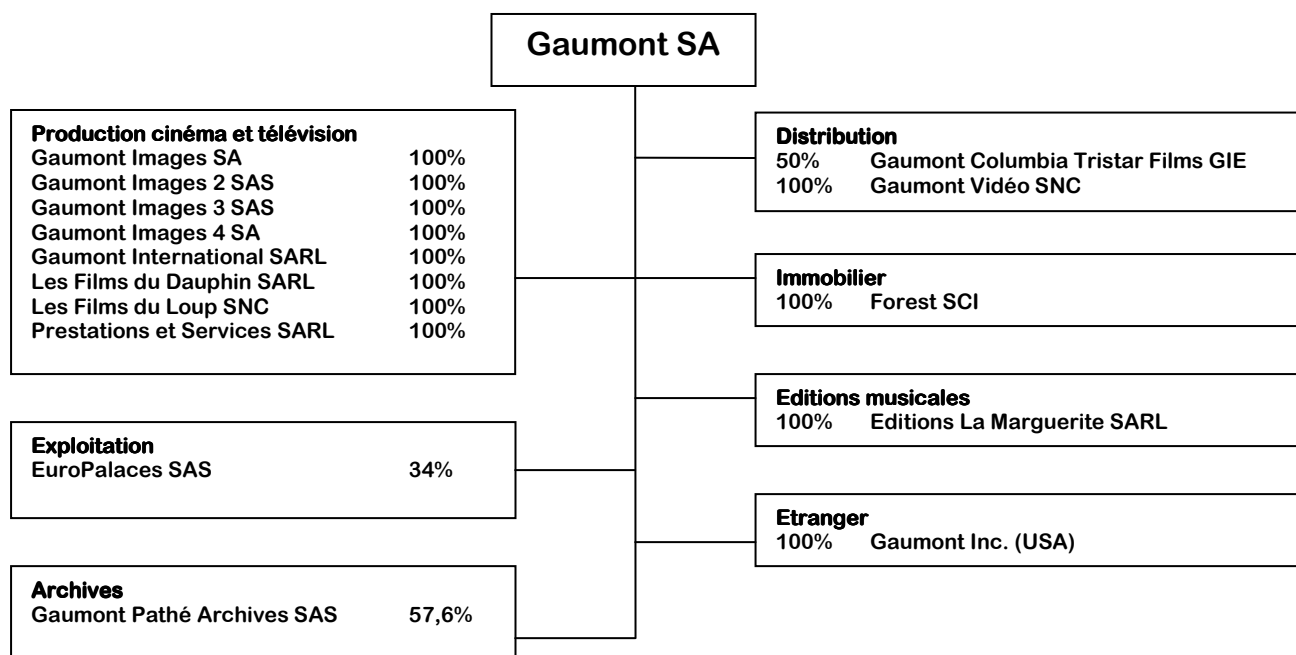 Gaumont SA
Production cinéma et télévision
Gaumont Images SA 100%
Gaumont Images 2 SAS 100%
Gaumont Images 3 SAS 100%
Gaumont Images 4 SA 100%
Gaumont International SARL 100%
Les Films du Dauphin SARL 100%
Les Films du Loup SNC 100%
Prestations et Services SARL 100%
Exploitation
EuroPalaces SAS 34%
Archives
Gaumont Pathé Archives SAS 57,6%
Distribution
50% Gaumont Columbia Tristar Films GIE
100% Gaumont Vidéo SNC
Immobilier
100% Forest SCI
Editions musicales
100% Editions La Marguerite SARL
Etranger
100% Gaumont Inc. (USA)